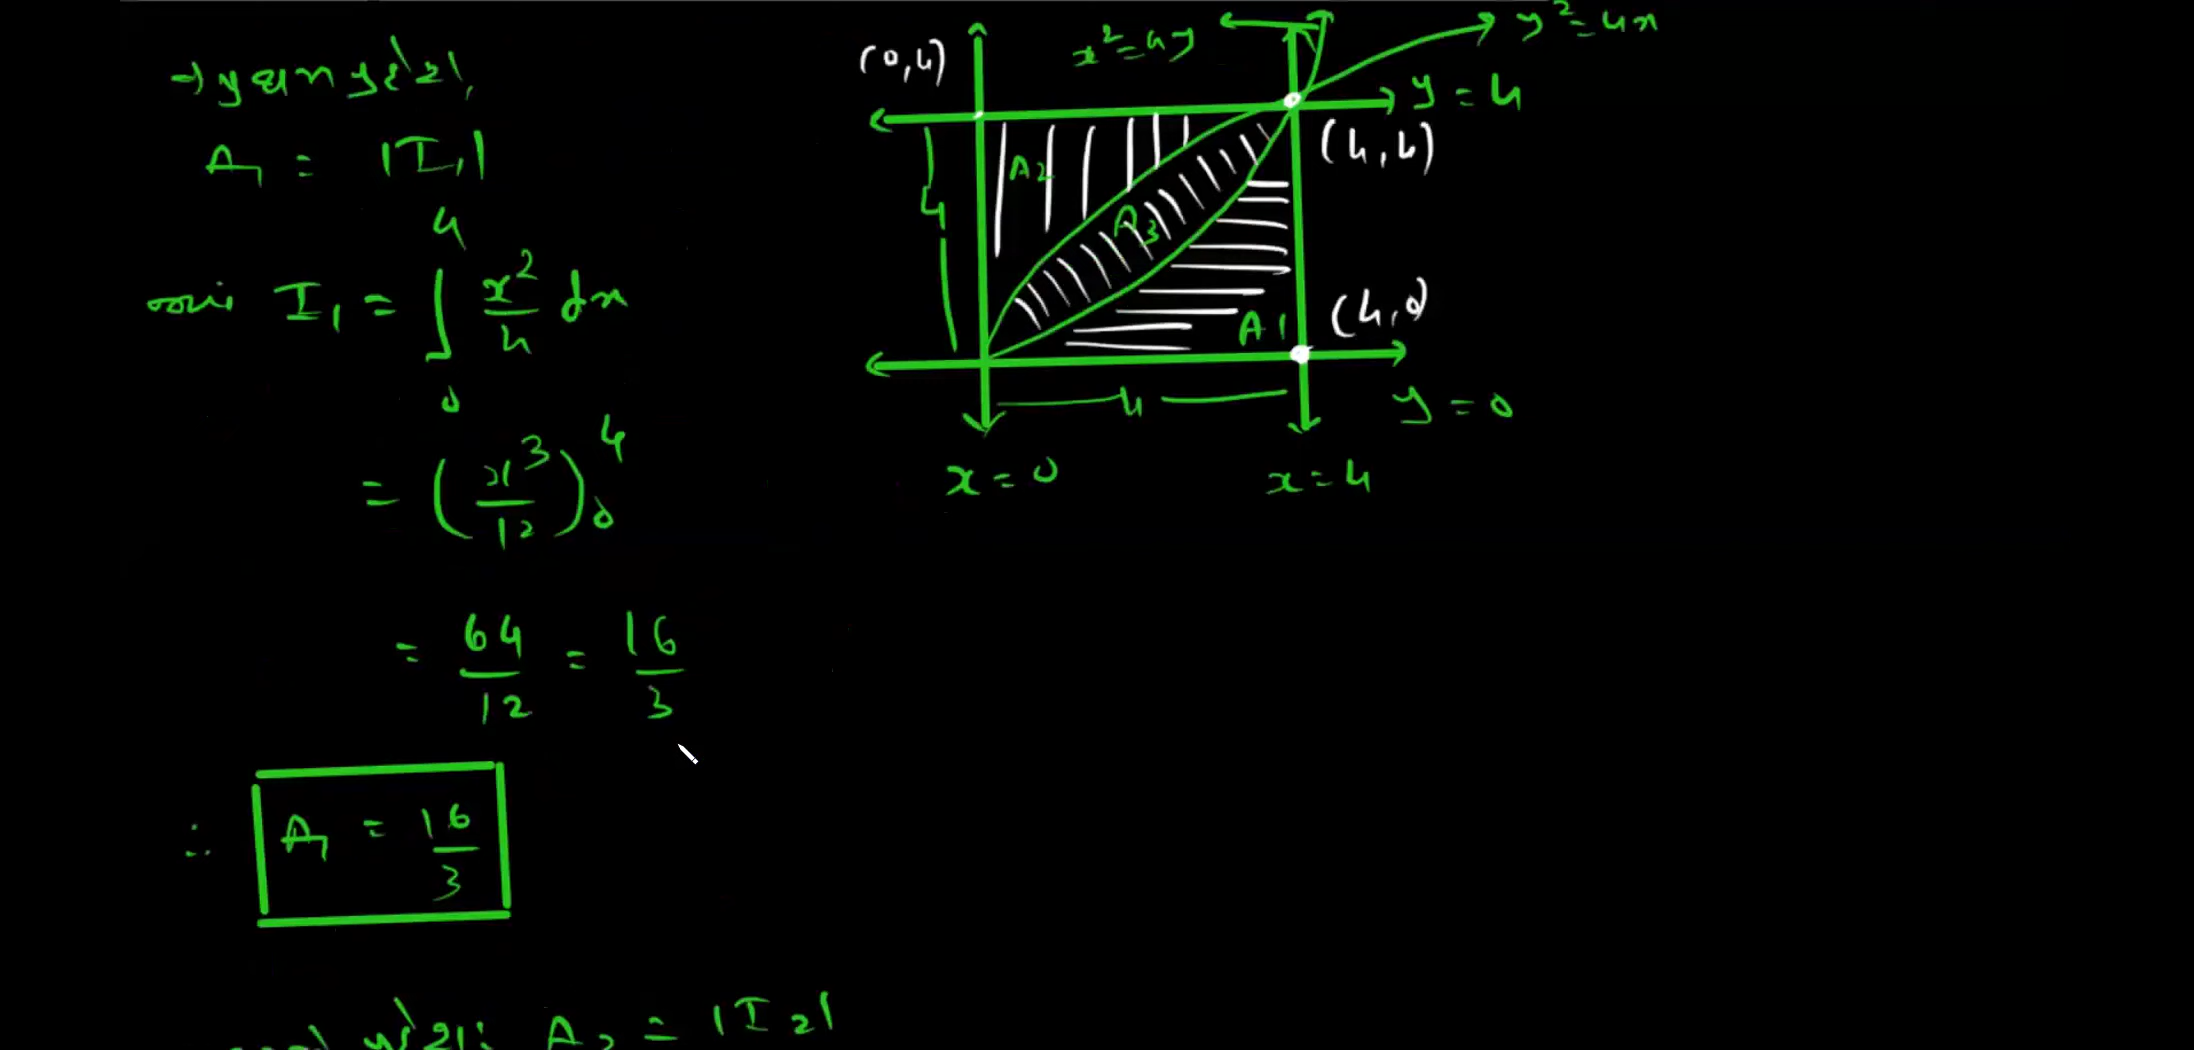 A₁ = |I₁|
I₁ = ∫₀⁴ x²/4 dx
= (x³/12)₀⁴
= 64/12 = 16/3
∴ A₁ = 16/3
A₂ = |I₂|
(0,4)
x² = 4y
y² = 4x
y = 4
(4,4)
A2
4
A3
A1
(4,0)
4
y = 0
x = 0
x = 4